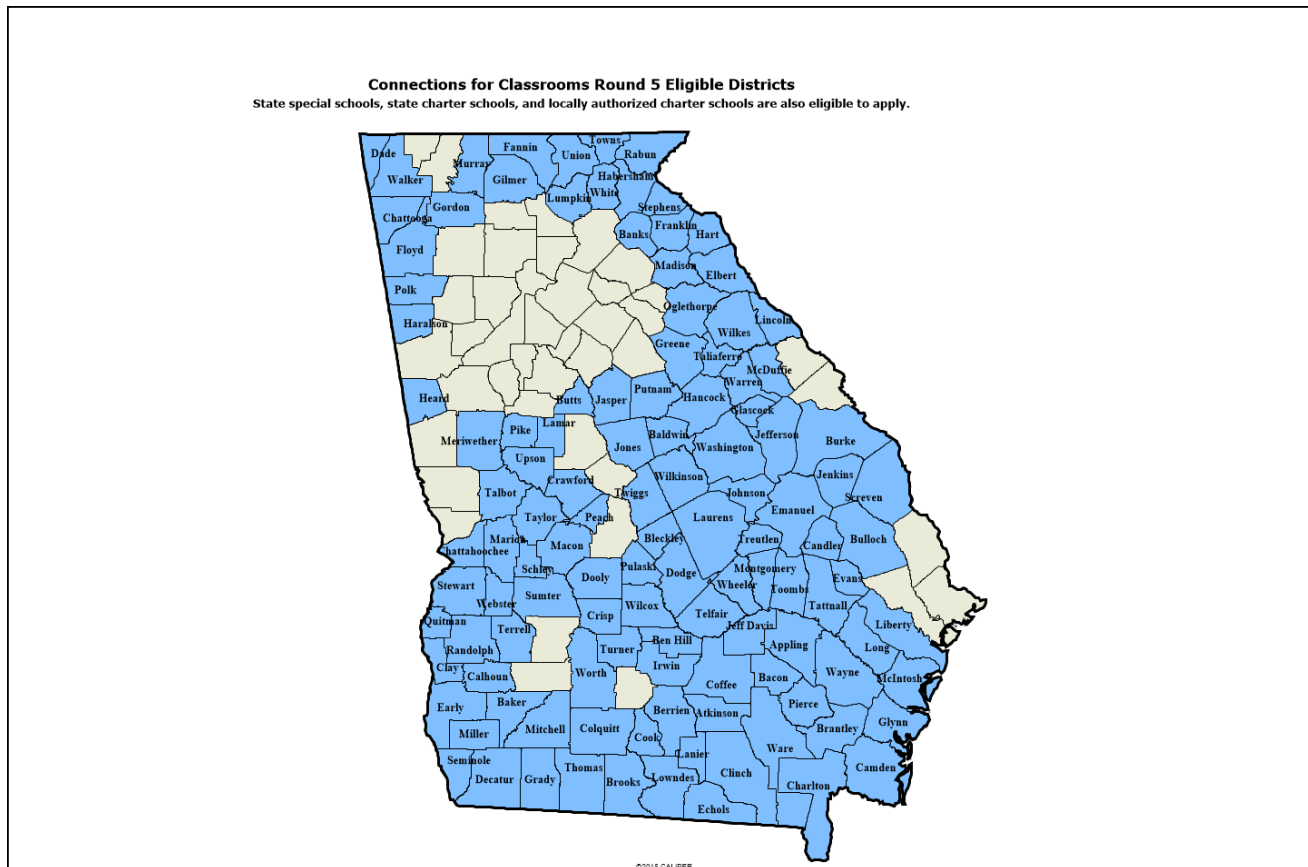 Connections for Classrooms Round 5 Eligible Districts
State special schools, state charter schools, and locally authorized charter schools are also eligible to apply.
Towns
Dade
Fannin
Union
Rabun
Murray
Walker
Gilmer
Habersham
White
Lumpkin
Gordon
Stephens
Chattooga
Franklin
Banks
Hart
Floyd
Madison
Elbert
Polk
Oglethorpe
Haralson
Lincoln
Wilkes
Greene
Taliaferro
McDuffie
Warren
Putnam
Heard
Butts
Jasper
Hancock
Glascock
Lamar
Pike
Baldwin
Jefferson
Meriwether
Burke
Jones
Washington
Upson
Jenkins
Wilkinson
Crawford
Talbot
Twiggs
Johnson
Screven
Emanuel
Taylor
Peach
Laurens
Marion
Treutlen
Bleckley
Bulloch
Macon
Candler
Chattahoochee
Pulaski
Schley
Montgomery
Dodge
Dooly
Evans
Stewart
Wheeler
Toombs
Sumter
Webster
Wilcox
Tattnall
Crisp
Telfair
Quitman
Liberty
Jeff Davis
Terrell
Ben Hill
Appling
Long
Randolph
Turner
Irwin
Clay
Worth
Wayne
Calhoun
Bacon
McIntosh
Coffee
Baker
Pierce
Early
Berrien
Atkinson
Glynn
Mitchell
Colquitt
Brantley
Miller
Cook
Ware
Lanier
Seminole
Thomas
Camden
Clinch
Decatur
Grady
Brooks
Lowndes
Charlton
Echols
©2015 CALIPER